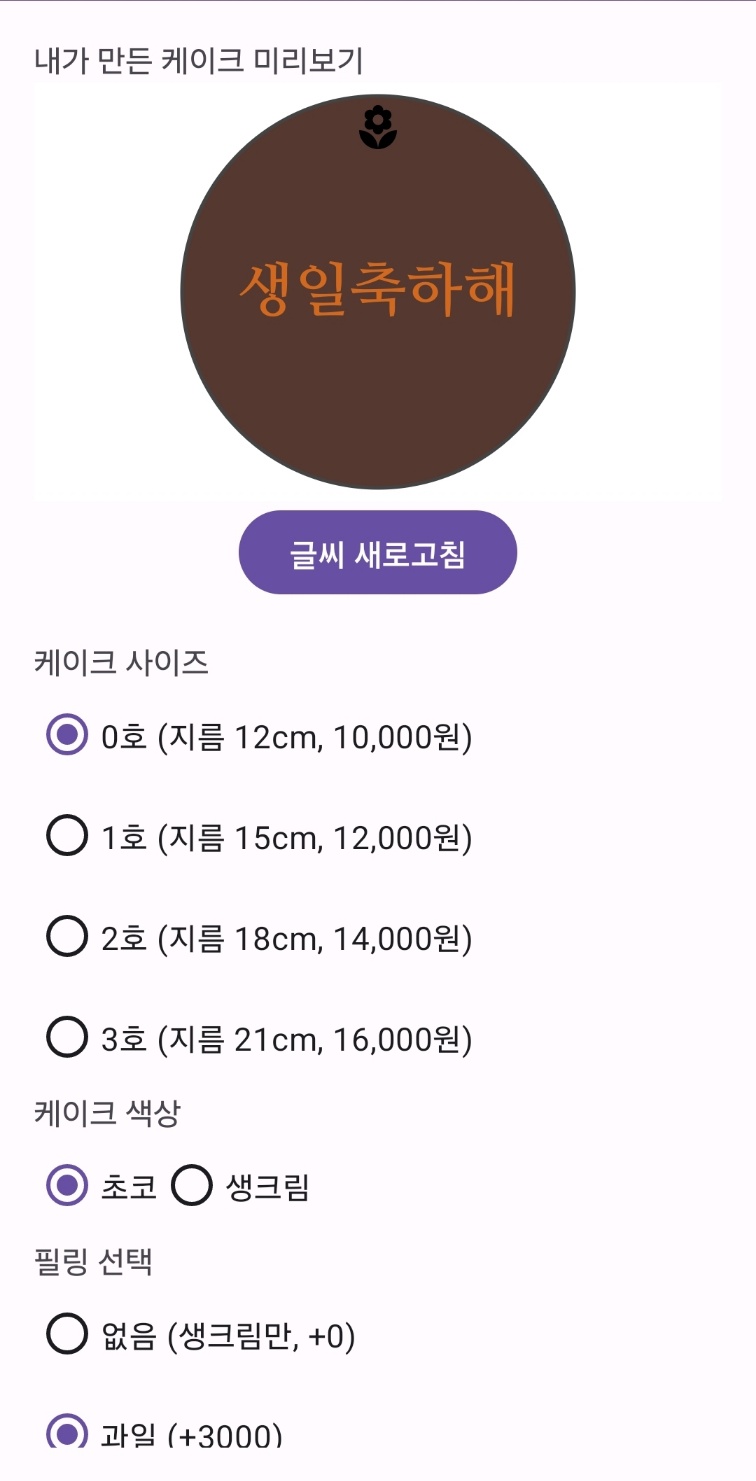 내가 만든 케이크 미리보기
생일축하해
글씨 새로고침
케이크 사이즈
0호 (지름 12cm, 10,000원)
1호 (지름 15cm, 12,000원)
2호 (지름 18cm, 14,000원)
3호 (지름 21cm, 16,000원)
케이크 색상
초코 생크림
필링 선택
없음 (생크림만, +0)
과일 (+3000)